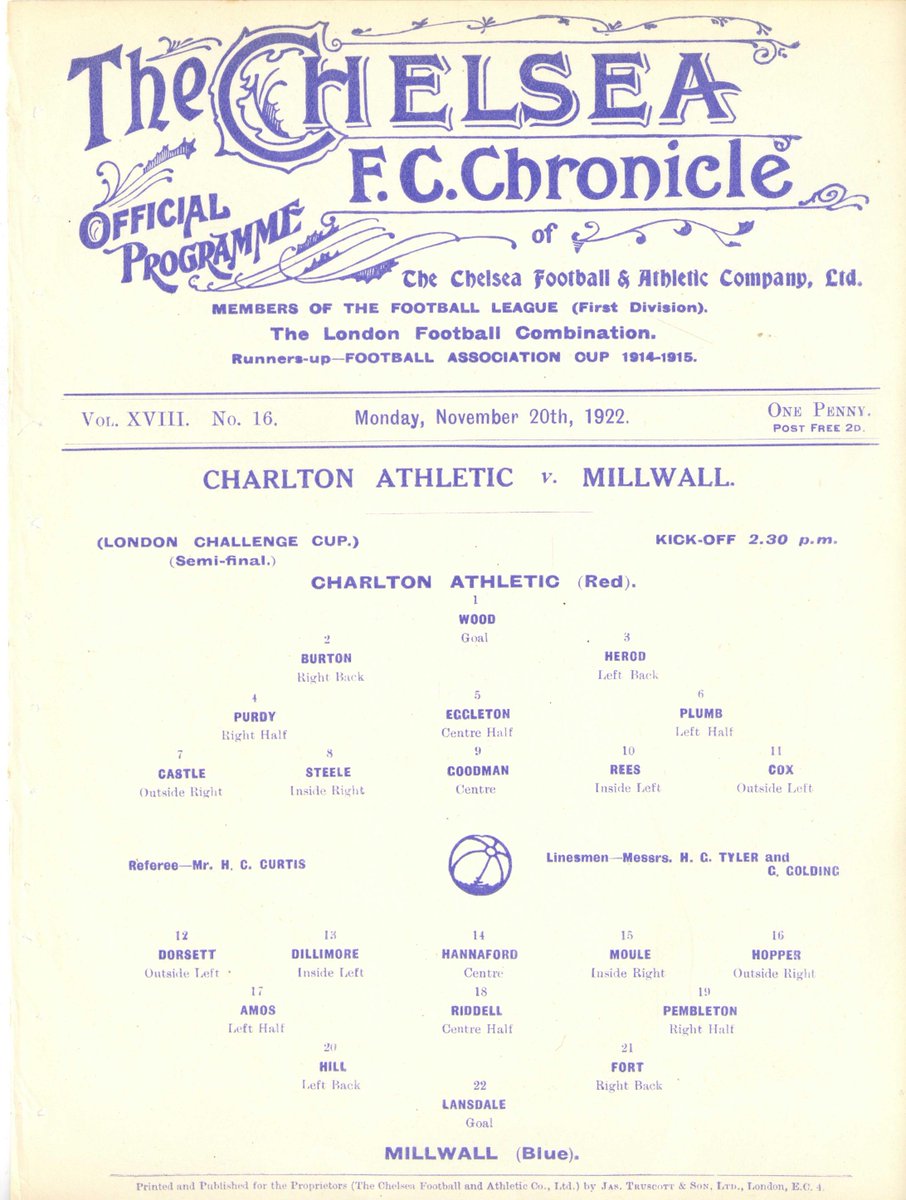 The CHELSEA
F.C. Chronicle
OFFICIAL
PROGRAMME
of
The Chelsea Football & Athletic Company, Ltd.
MEMBERS OF THE FOOTBALL LEAGUE (First Division).
The London Football Combination.
Runners-up—FOOTBALL ASSOCIATION CUP 1914-1915.
VOL. XVIII. No. 16. Monday, November 20th, 1922. ONE PENNY.
POST FREE 2D.
CHARLTON ATHLETIC v. MILLWALL.
(LONDON CHALLENGE CUP.) KICK-OFF 2.30 p.m.
(Semi-final.)
CHARLTON ATHLETIC (Red).
1
WOOD
Goal
2 3
BURTON HEROD
Right Back Left Back
4 5 6
PURDY EGGLETON PLUMB
Right Half Centre Half Left Half
7 8 9 10 11
CASTLE STEELE GOODMAN REES COX
Outside Right Inside Right Centre Inside Left Outside Left
Referee—Mr. H. C. CURTIS Linesmen—Messrs. H. G. TYLER and
C. GOLDING
12 13 14 15 16
DORSETT DILLIMORE HANNAFORD MOULE HOPPER
Outside Left Inside Left Centre Inside Right Outside Right
17 18 19
AMOS RIDDELL PEMBLETON
Left Half Centre Half Right Half
20 21
HILL FORT
Left Back Right Back
22
LANSDALE
Goal
MILLWALL (Blue).
Printed and Published for the Proprietors (The Chelsea Football and Athletic Co., Ltd.) by JAS. TRUSCOTT & SON, LTD., London, E.C. 4.